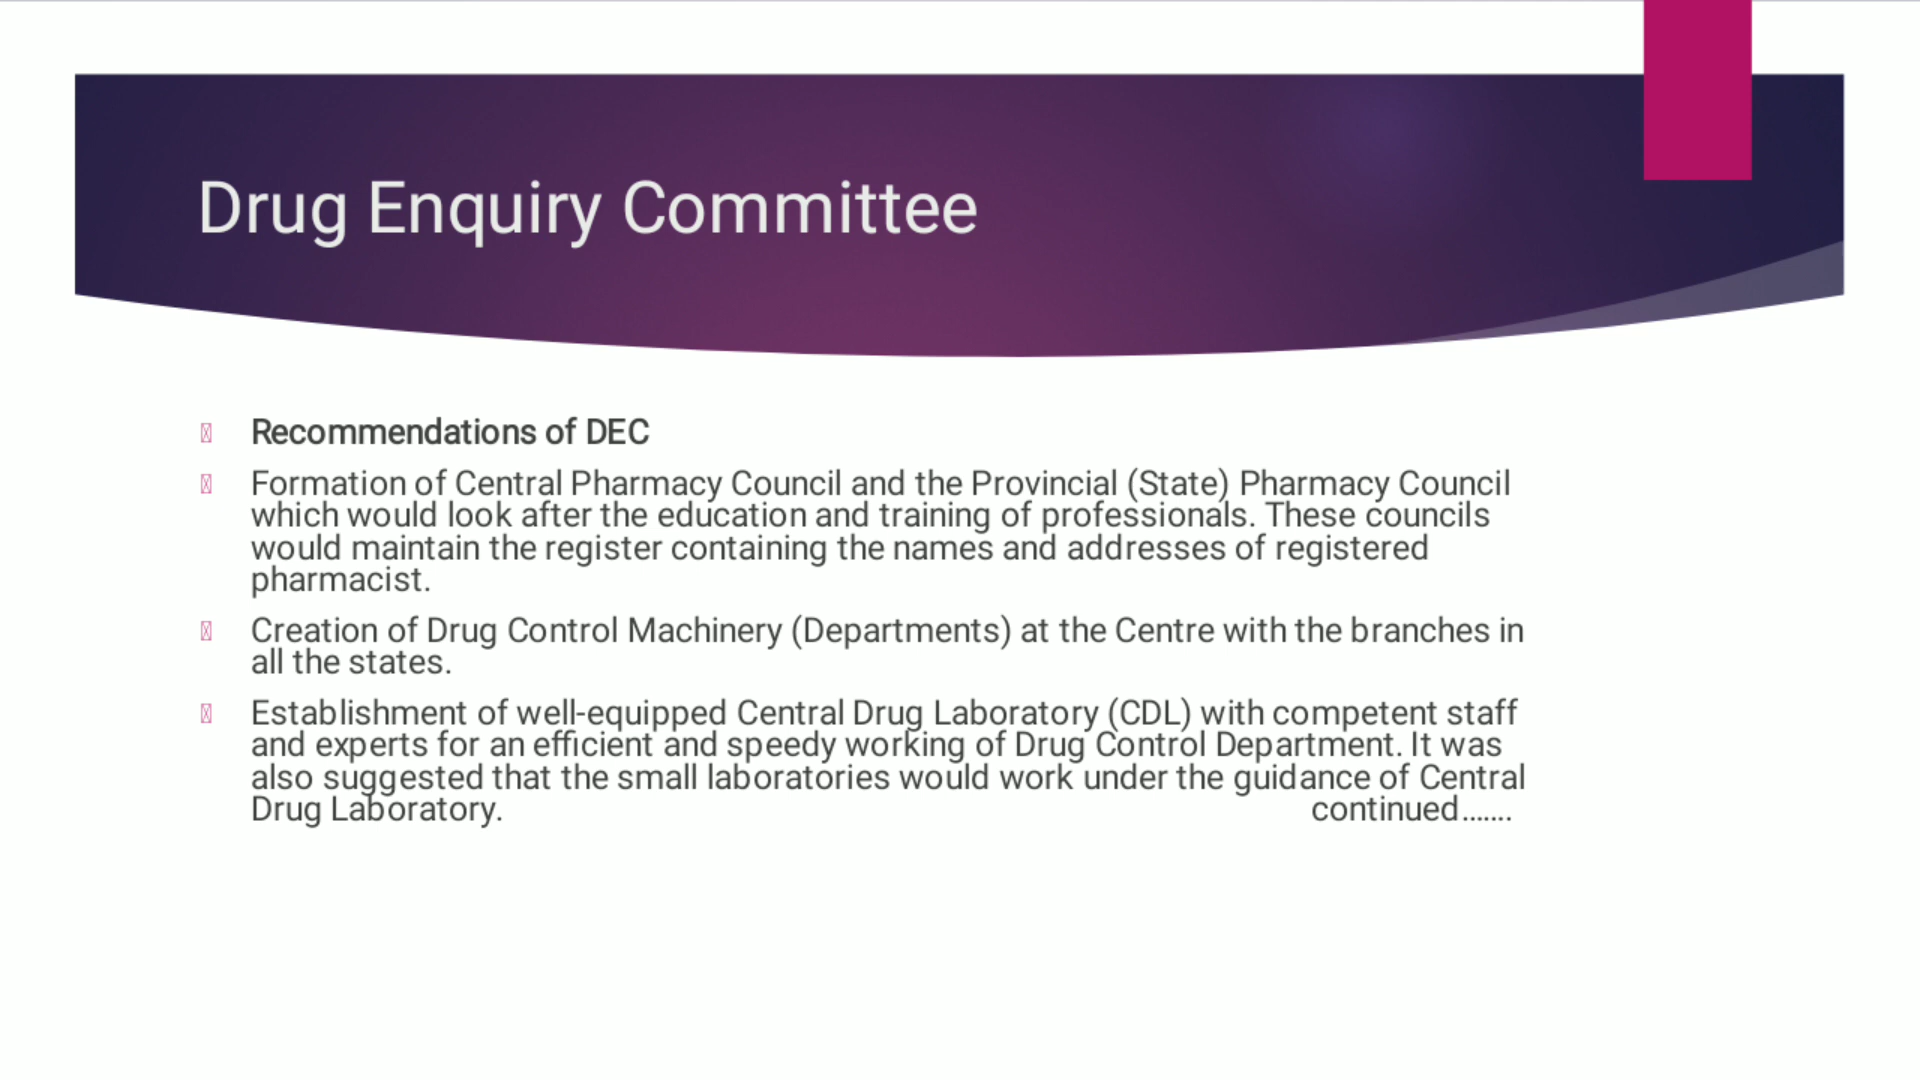 Drug Enquiry Committee
Recommendations of DEC
Formation of Central Pharmacy Council and the Provincial (State) Pharmacy Council
which would look after the education and training of professionals. These councils
would maintain the register containing the names and addresses of registered
pharmacist.
Creation of Drug Control Machinery (Departments) at the Centre with the branches in
all the states.
Establishment of well-equipped Central Drug Laboratory (CDL) with competent staff
and experts for an efficient and speedy working of Drug Control Department. It was
also suggested that the small laboratories would work under the guidance of Central
Drug Laboratory. continued.......